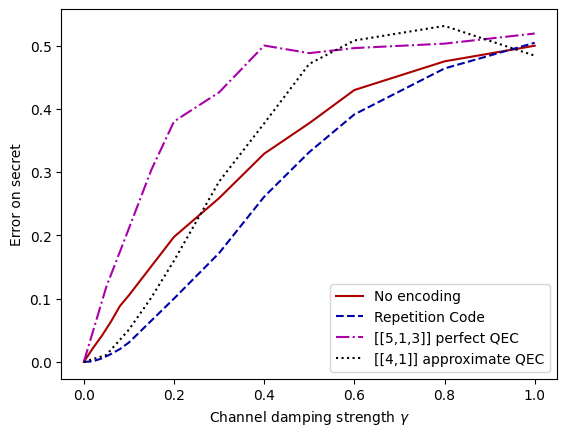 Error on secret
0.5
0.4
0.3
0.2
0.1
0.0
No encoding
Repetition Code
[[5,1,3]] perfect QEC
[[4,1]] approximate QEC
0.0 0.2 0.4 0.6 0.8 1.0
Channel damping strength γ